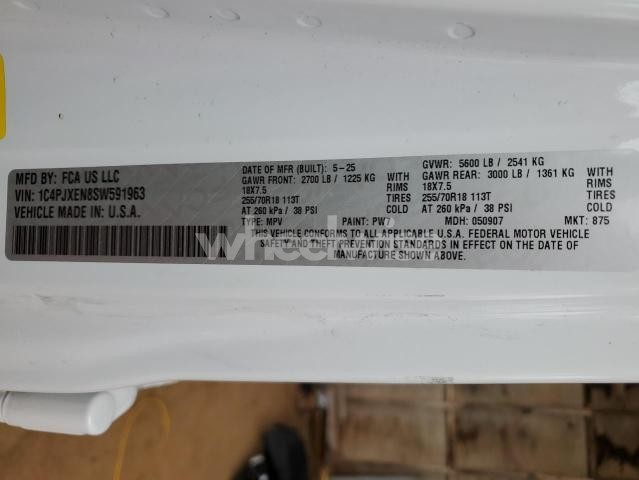 MFD BY: FCA US LLC
VIN: 1C4PJXEN8SW591963
VEHICLE MADE IN: U.S.A.
DATE OF MFR (BUILT): 5-25
GAWR FRONT: 2700 LB / 1225 KG WITH
18X7.5 RIMS
255/70R18 113T
AT 260 kPa / 38 PSI COLD
GVWR: 5600 LB / 2541 KG
GAWR REAR: 3000 LB / 1361 KG WITH
18X7.5 RIMS
255/70R18 113T
AT 260 kPa / 38 PSI COLD
TYPE: MPV PAINT: PW7 MDH: 050907 MKT: 875
THIS VEHICLE CONFORMS TO ALL APPLICABLE U.S.A. FEDERAL MOTOR VEHICLE
SAFETY AND THEFT PREVENTION STANDARDS IN EFFECT ON THE DATE OF
MANUFACTURE SHOWN ABOVE.